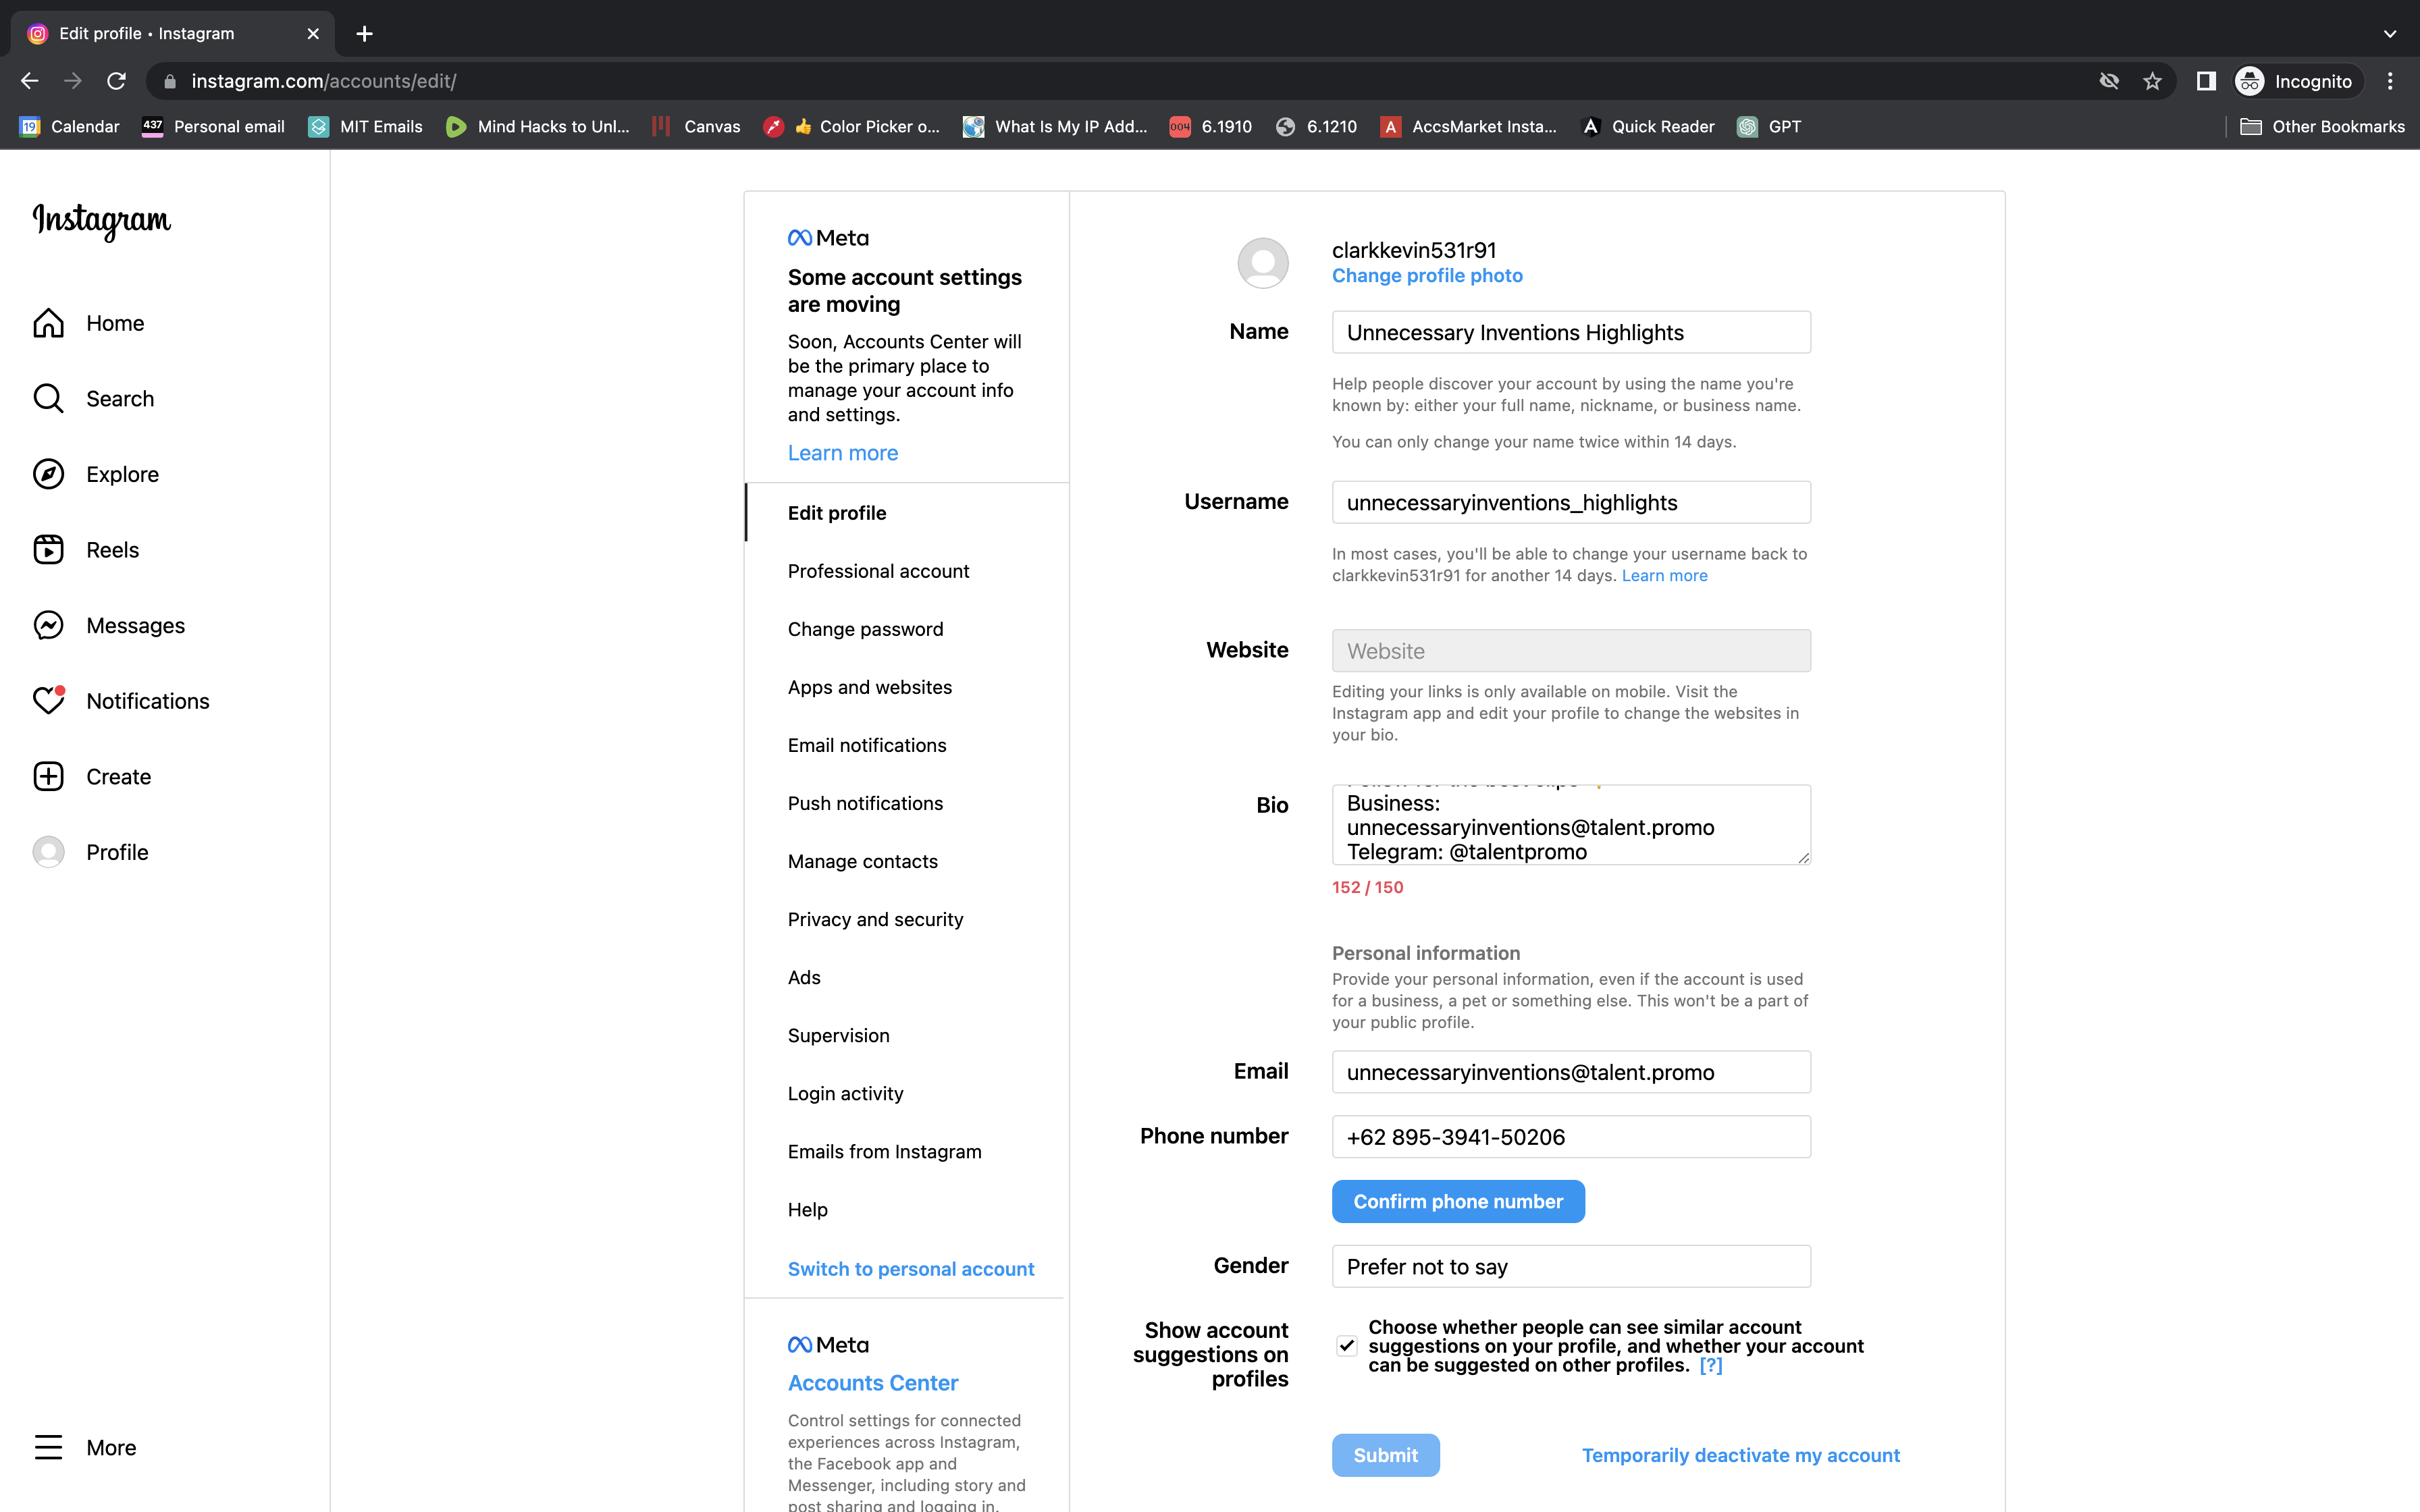 Edit profile • Instagram
instagram.com/accounts/edit/
Incognito
19
Calendar
437
Personal email
MIT Emails
Mind Hacks to Unl...
Canvas
Color Picker o...
What Is My IP Add...
004
6.1910
6.1210
A
AccsMarket Insta...
Quick Reader
GPT
Other Bookmarks
Instagram
Home
Search
Explore
Reels
Messages
Notifications
Create
Profile
More
Meta
Some account settings
are moving
Soon, Accounts Center will
be the primary place to
manage your account info
and settings.
Learn more
Edit profile
Professional account
Change password
Apps and websites
Email notifications
Push notifications
Manage contacts
Privacy and security
Ads
Supervision
Login activity
Emails from Instagram
Help
Switch to personal account
Meta
Accounts Center
Control settings for connected
experiences across Instagram,
the Facebook app and
Messenger, including story and
post sharing and logging in.
clarkkevin531r91
Change profile photo
Name
Unnecessary Inventions Highlights
Help people discover your account by using the name you're
known by: either your full name, nickname, or business name.
You can only change your name twice within 14 days.
Username
unnecessaryinventions_highlights
In most cases, you'll be able to change your username back to
clarkkevin531r91 for another 14 days. Learn more
Website
Website
Editing your links is only available on mobile. Visit the
Instagram app and edit your profile to change the websites in
your bio.
Bio
Business:
unnecessaryinventions@talent.promo
Telegram: @talentpromo
152 / 150
Personal information
Provide your personal information, even if the account is used
for a business, a pet or something else. This won't be a part of
your public profile.
Email
unnecessaryinventions@talent.promo
Phone number
+62 895-3941-50206
Confirm phone number
Gender
Prefer not to say
Show account
suggestions on
profiles
Choose whether people can see similar account
suggestions on your profile, and whether your account
can be suggested on other profiles. [?]
Submit
Temporarily deactivate my account